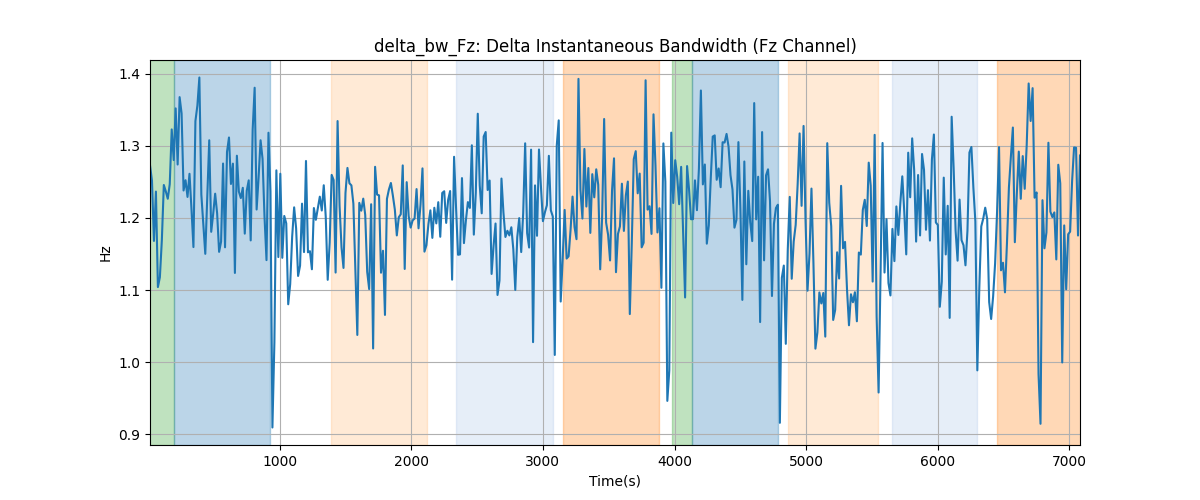 delta_bw_Fz: Delta Instantaneous Bandwidth (Fz Channel)
1.4
1.3
1.2
1.1
1.0
0.9
Hz
1000 2000 3000 4000 5000 6000 7000
Time(s)